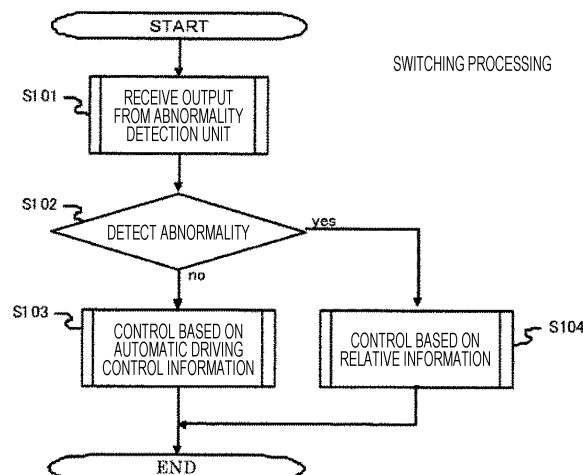 START
SWITCHING PROCESSING
S101
RECEIVE OUTPUT
FROM ABNORMALITY
DETECTION UNIT
S102
DETECT ABNORMALITY
yes
no
S103
CONTROL BASED ON
AUTOMATIC DRIVING
CONTROL INFORMATION
CONTROL BASED ON
RELATIVE INFORMATION
S104
END